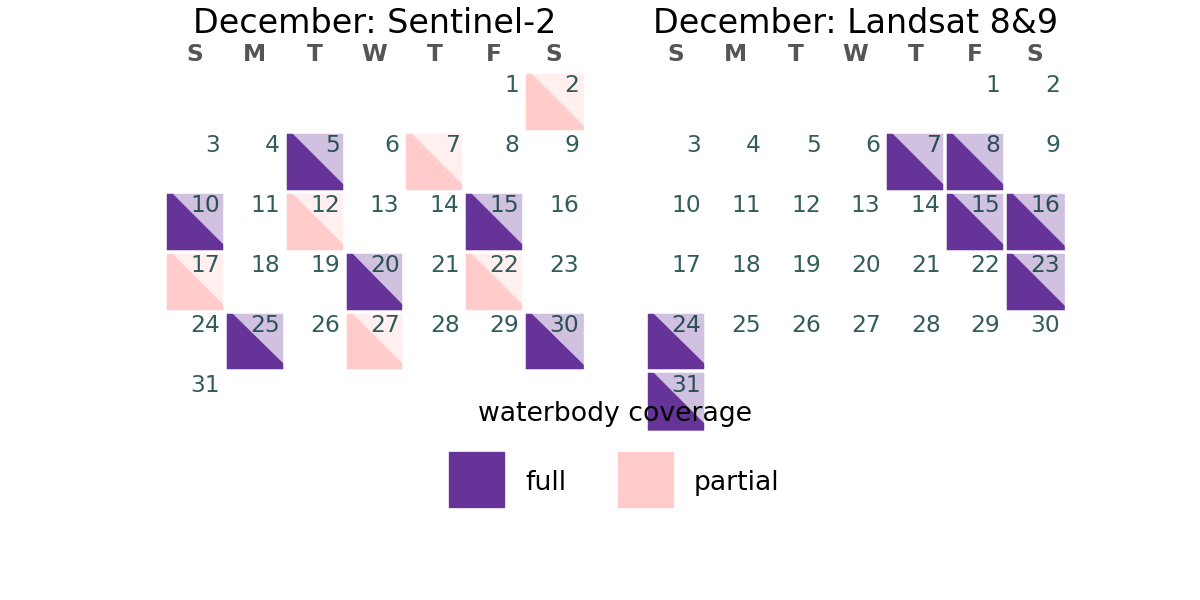 December: Sentinel-2
S M T W T F S
1 2
3 4 5 6 7 8 9
10 11 12 13 14 15 16
17 18 19 20 21 22 23
24 25 26 27 28 29 30
31
December: Landsat 8&9
S M T W T F S
1 2
3 4 5 6 7 8 9
10 11 12 13 14 15 16
17 18 19 20 21 22 23
24 25 26 27 28 29 30
31
waterbody coverage
full partial